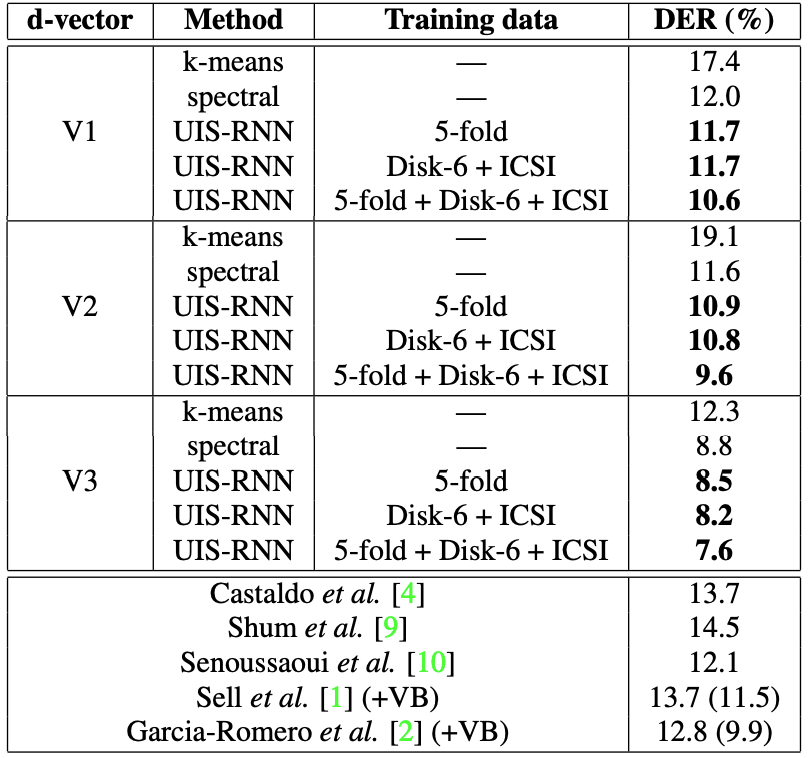 d-vector Method Training data DER (%)
k-means — 17.4
spectral — 12.0
V1 UIS-RNN 5-fold 11.7
UIS-RNN Disk-6 + ICSI 11.7
UIS-RNN 5-fold + Disk-6 + ICSI 10.6
k-means — 19.1
spectral — 11.6
V2 UIS-RNN 5-fold 10.9
UIS-RNN Disk-6 + ICSI 10.8
UIS-RNN 5-fold + Disk-6 + ICSI 9.6
k-means — 12.3
spectral — 8.8
V3 UIS-RNN 5-fold 8.5
UIS-RNN Disk-6 + ICSI 8.2
UIS-RNN 5-fold + Disk-6 + ICSI 7.6
Castaldo et al. [4] 13.7
Shum et al. [9] 14.5
Senoussaoui et al. [10] 12.1
Sell et al. [1] (+VB) 13.7 (11.5)
Garcia-Romero et al. [2] (+VB) 12.8 (9.9)